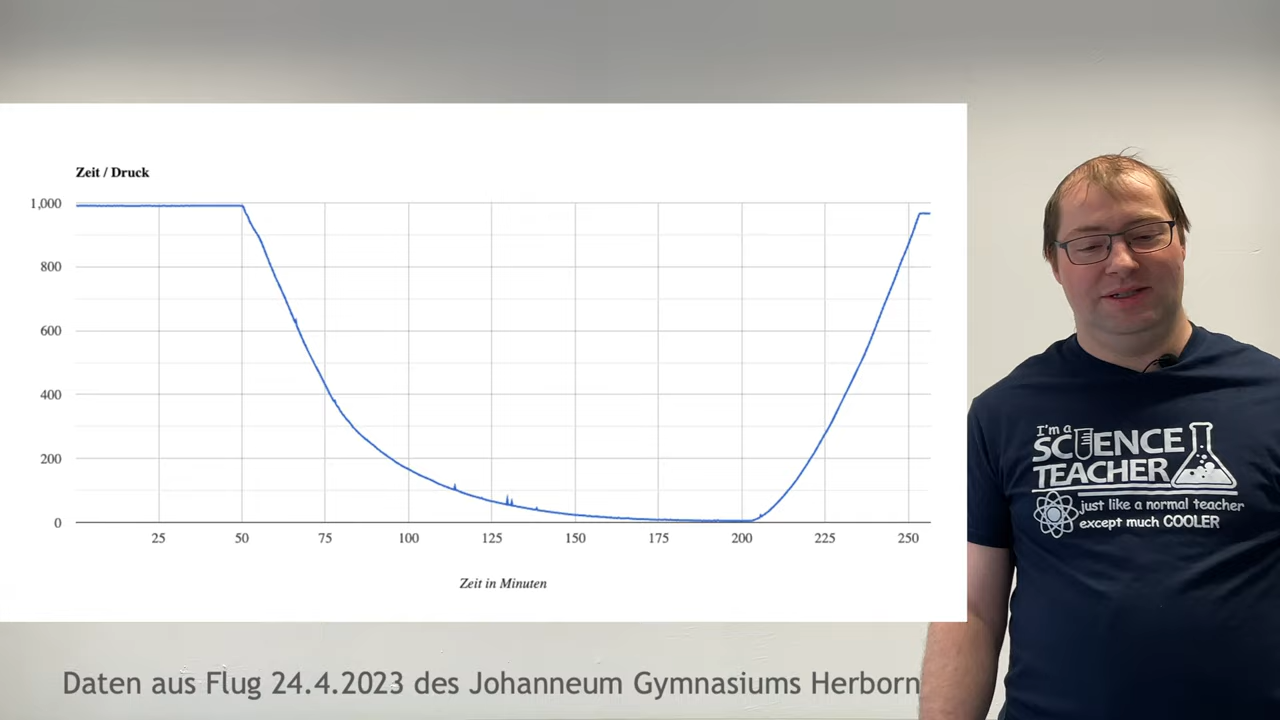 Zeit / Druck
1,000
800
600
400
200
0
25 50 75 100 125 150 175 200 225 250
Zeit in Minuten
I'm a
SCIENCE
TEACHER
just like a normal teacher
except much COOLER
Daten aus Flug 24.4.2023 des Johanneum Gymnasiums Herborn